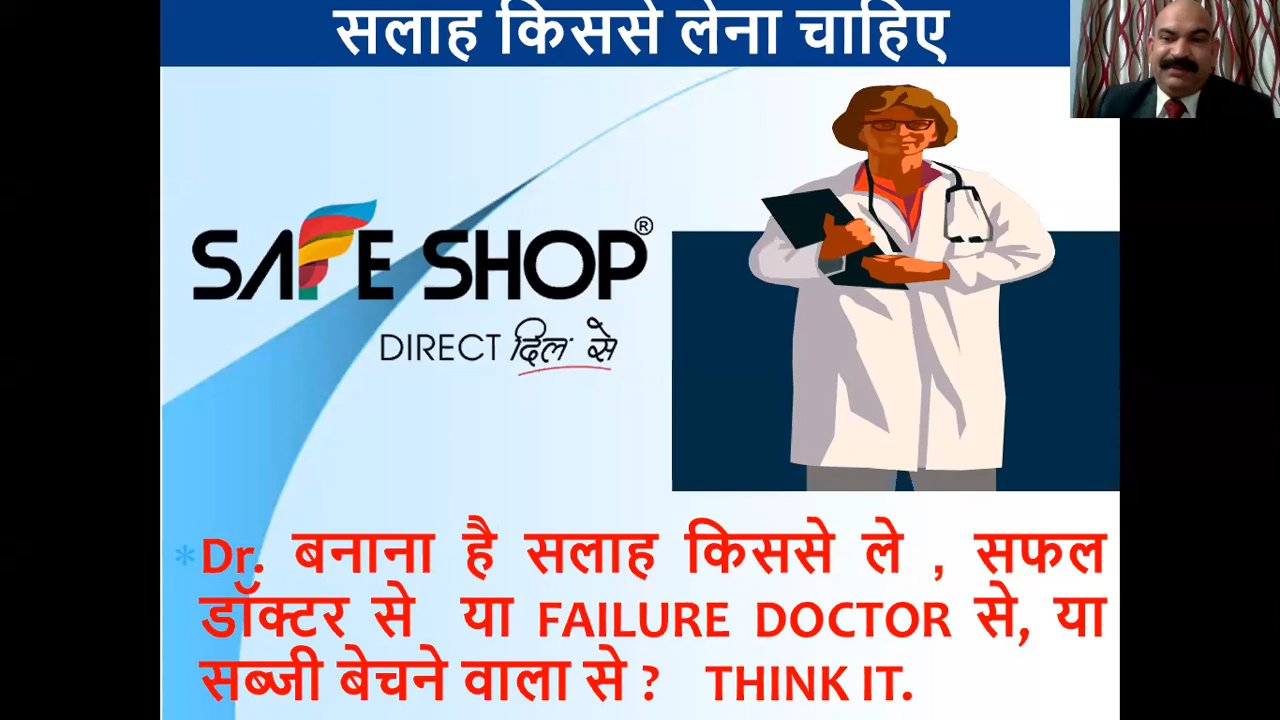 सलाह किससे लेना चाहिए
SAFE SHOP®
DIRECT दिल से
*Dr. बनाना है सलाह किससे ले , सफल
डॉक्टर से या FAILURE DOCTOR से, या
सब्जी बेचने वाला से ? THINK IT.